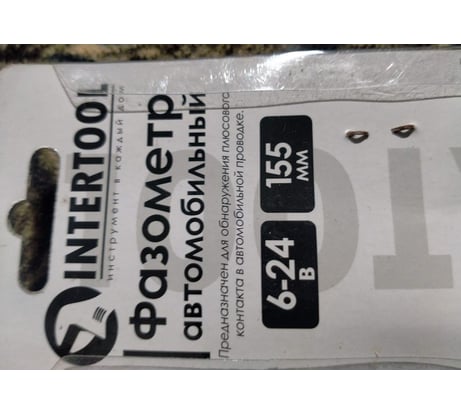 INTERTOOL
инструмент в каждый дом
Фазометр
автомобильный
Предназначен для обнаружения плюсового
контакта в автомобильной проводке.
6-24
В
155
мм